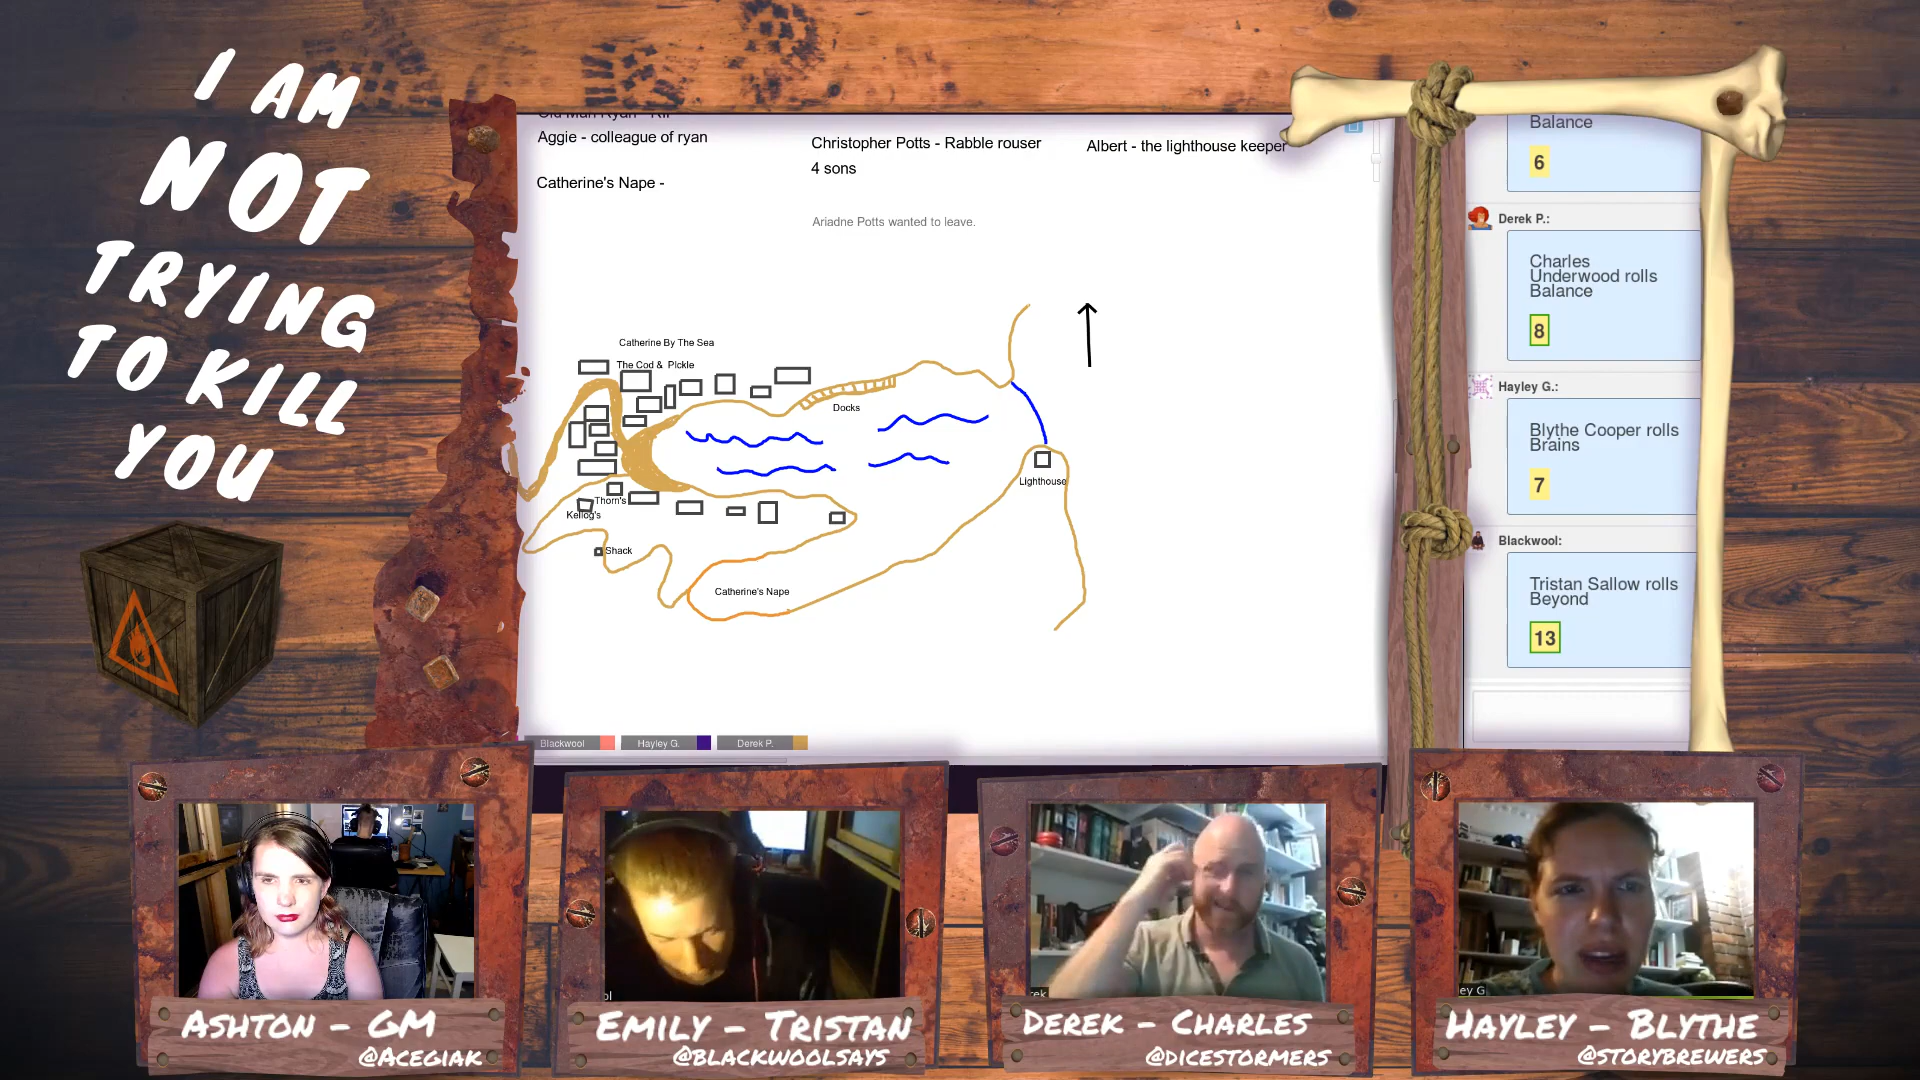 I AM
NOT
TRYING
TO KILL
YOU
Aggie - colleague of ryan
Catherine's Nape -
Christopher Potts - Rabble rouser
4 sons
Ariadne Potts wanted to leave.
Albert - the lighthouse keeper
Catherine By The Sea
The Cod & Pickle
Docks
Lighthouse
Thorn's
Kellog's
Shack
Catherine's Nape
Blackwool
Hayley G.
Derek P.
Balance
6
Derek P.:
Charles
Underwood rolls
Balance
8
Hayley G.:
Blythe Cooper rolls
Brains
7
Blackwool:
Tristan Sallow rolls
Beyond
13
ey G
ASHTON - GM
@ACEGIAK
EMILY - TRISTAN
@BLACKWOOLSAYS
DEREK - CHARLES
@DICESTORMERS
HAYLEY - BLYTHE
@STORYBREWERS